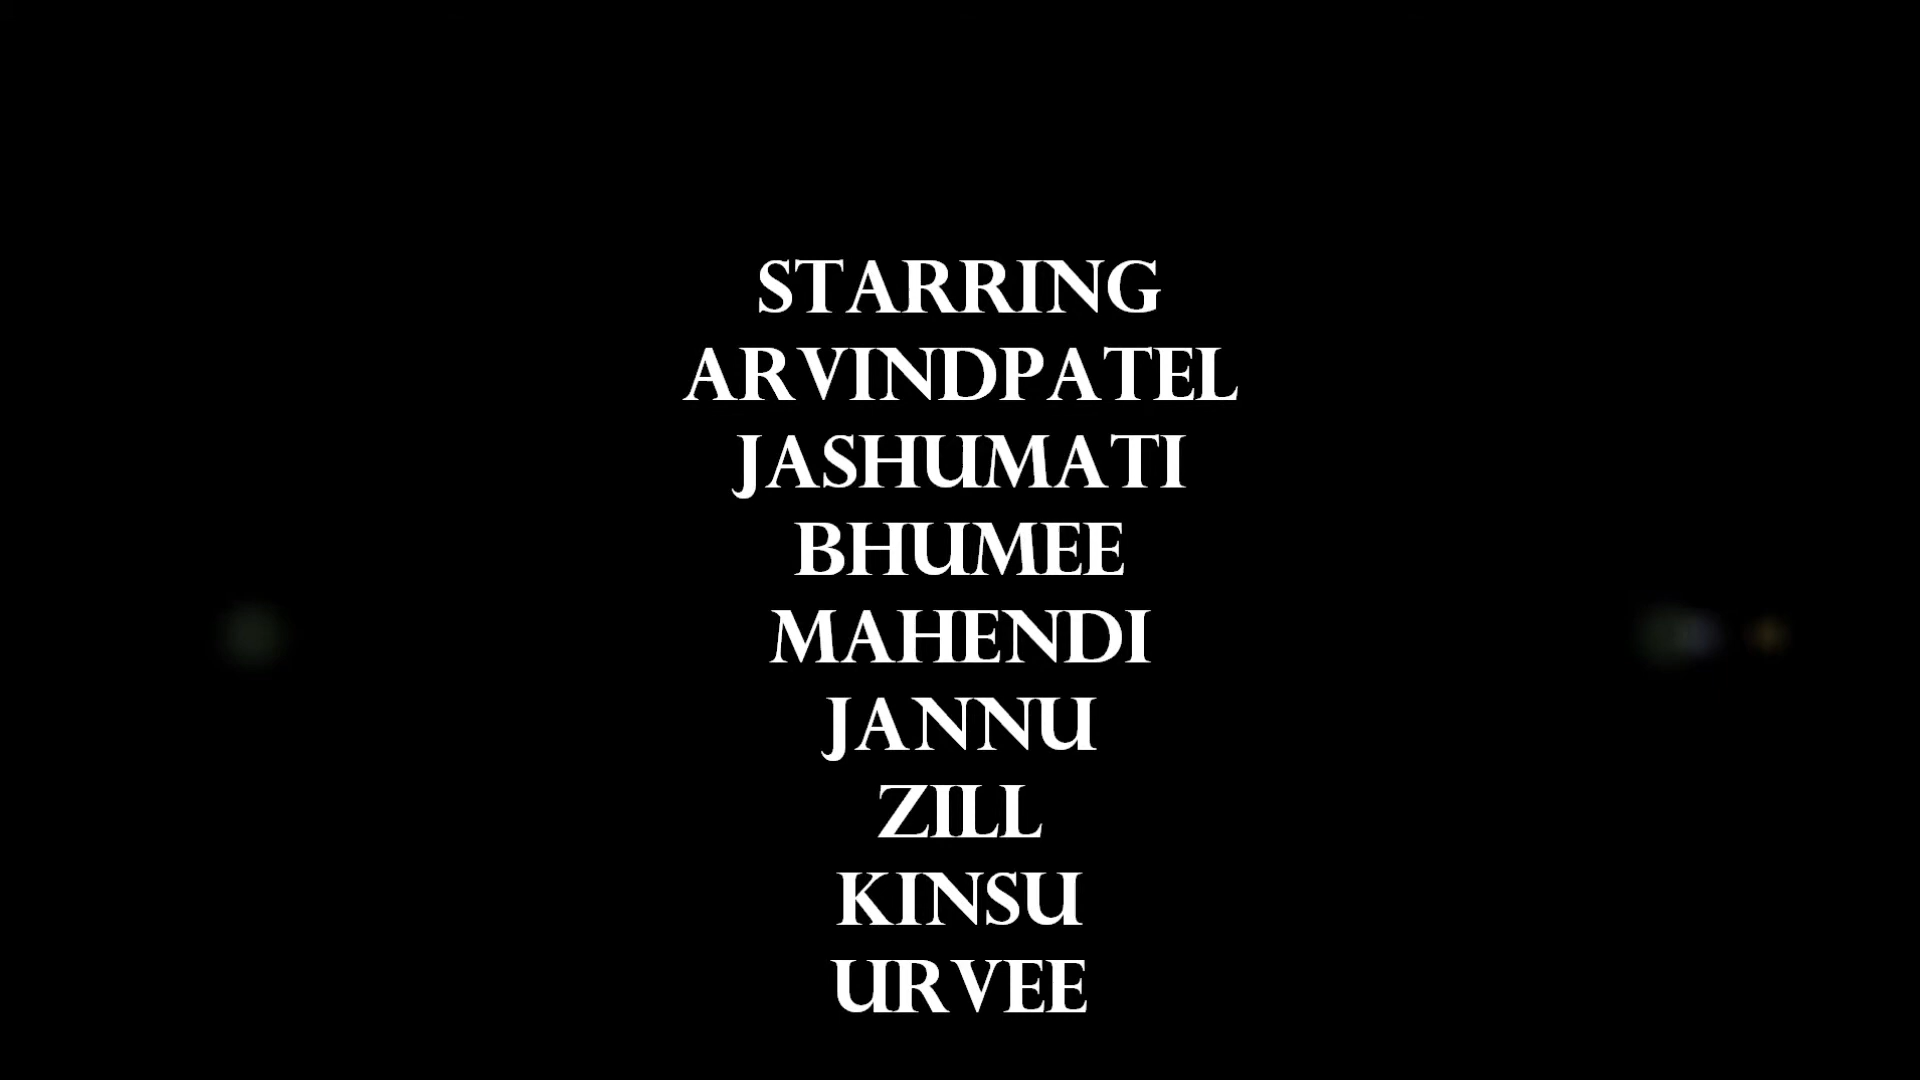 STARRING
ARVINDPATEL
JASHUMATI
BHUMEE
MAHENDI
JANNU
ZILL
KINSU
URVEE